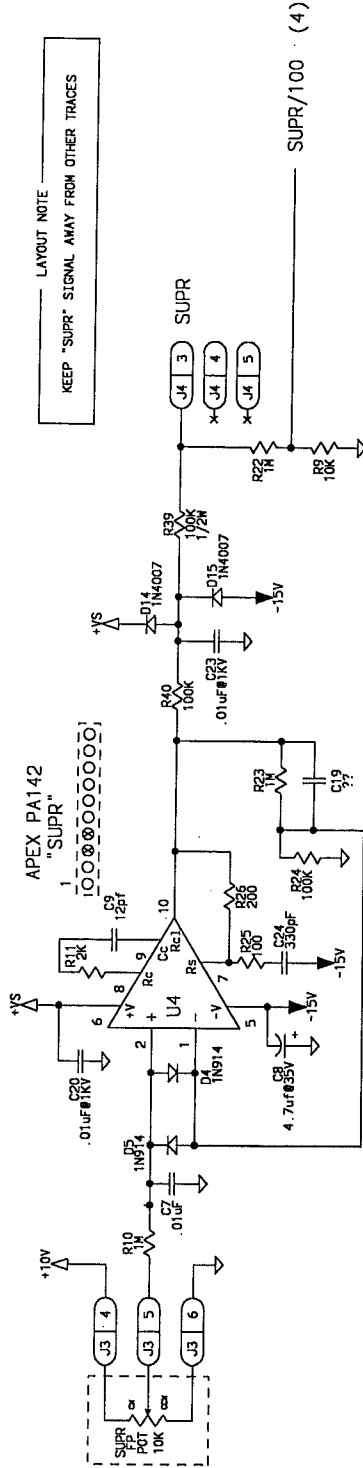 LAYOUT NOTE
KEEP "SUPR" SIGNAL AWAY FROM OTHER TRACES
APEX PA142
"SUPR"
1
SUPR
FP
POT
10K
CW
CCW
J3 4
J3 5
J3 6
+10V
R10
1M
C7
.01uF
D5
1N914
D4
1N914
C20
.01uF@1KV
+VS
6
+V
8
Rc
R11
2K
C9
12pf
9
Cc
Rcl
10
2
+
1
-
U4
Rs
7
-V
5
C8
4.7uf@35V
+
-15V
R26
200
R25
100
C24
330pF
-15V
R24
100K
R23
1M
C19
??
R40
100K
C23
.01uF@1KV
+VS
D14
1N4007
D15
1N4007
-15V
R39
100K
1/2W
J4 3
SUPR
J4 4
J4 5
R22
1M
R9
10K
SUPR/100 (4)